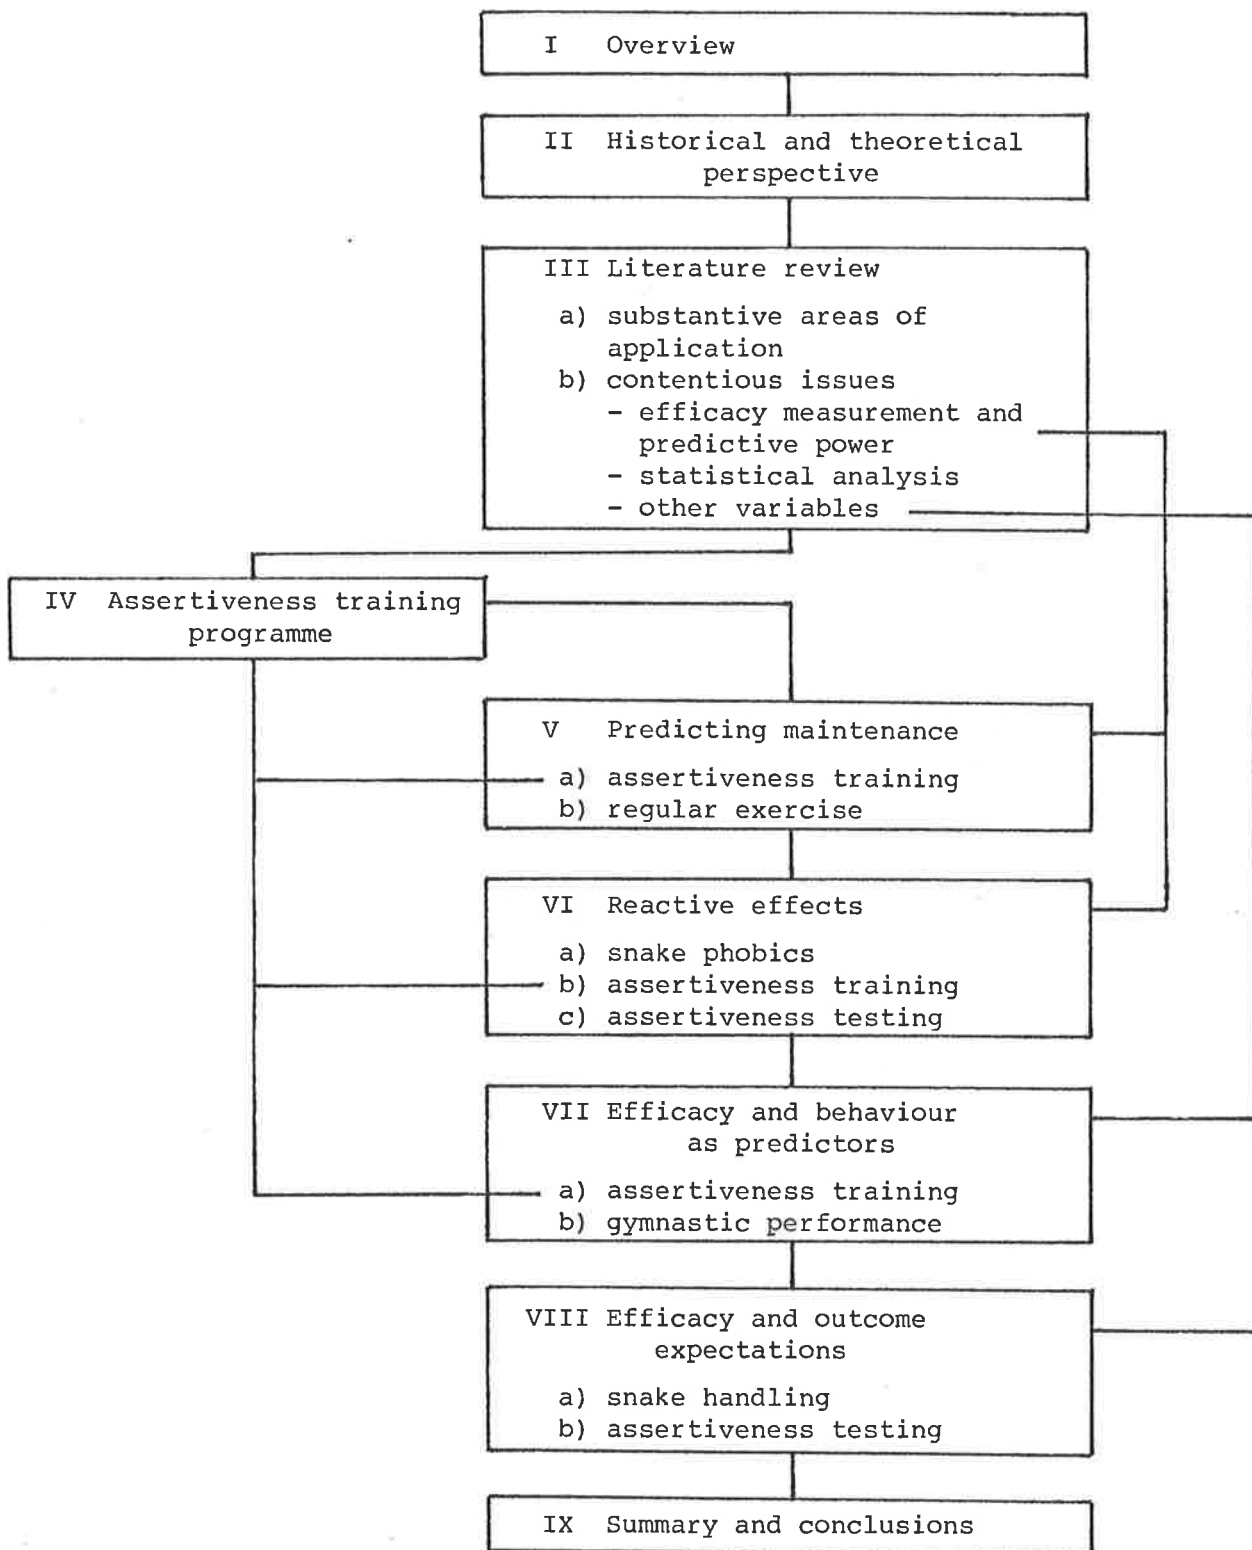 I Overview
II Historical and theoretical
perspective
III Literature review
a) substantive areas of
application
b) contentious issues
- efficacy measurement and
predictive power
- statistical analysis
- other variables
IV Assertiveness training
programme
V Predicting maintenance
a) assertiveness training
b) regular exercise
VI Reactive effects
a) snake phobics
b) assertiveness training
c) assertiveness testing
VII Efficacy and behaviour
as predictors
a) assertiveness training
b) gymnastic performance
VIII Efficacy and outcome
expectations
a) snake handling
b) assertiveness testing
IX Summary and conclusions